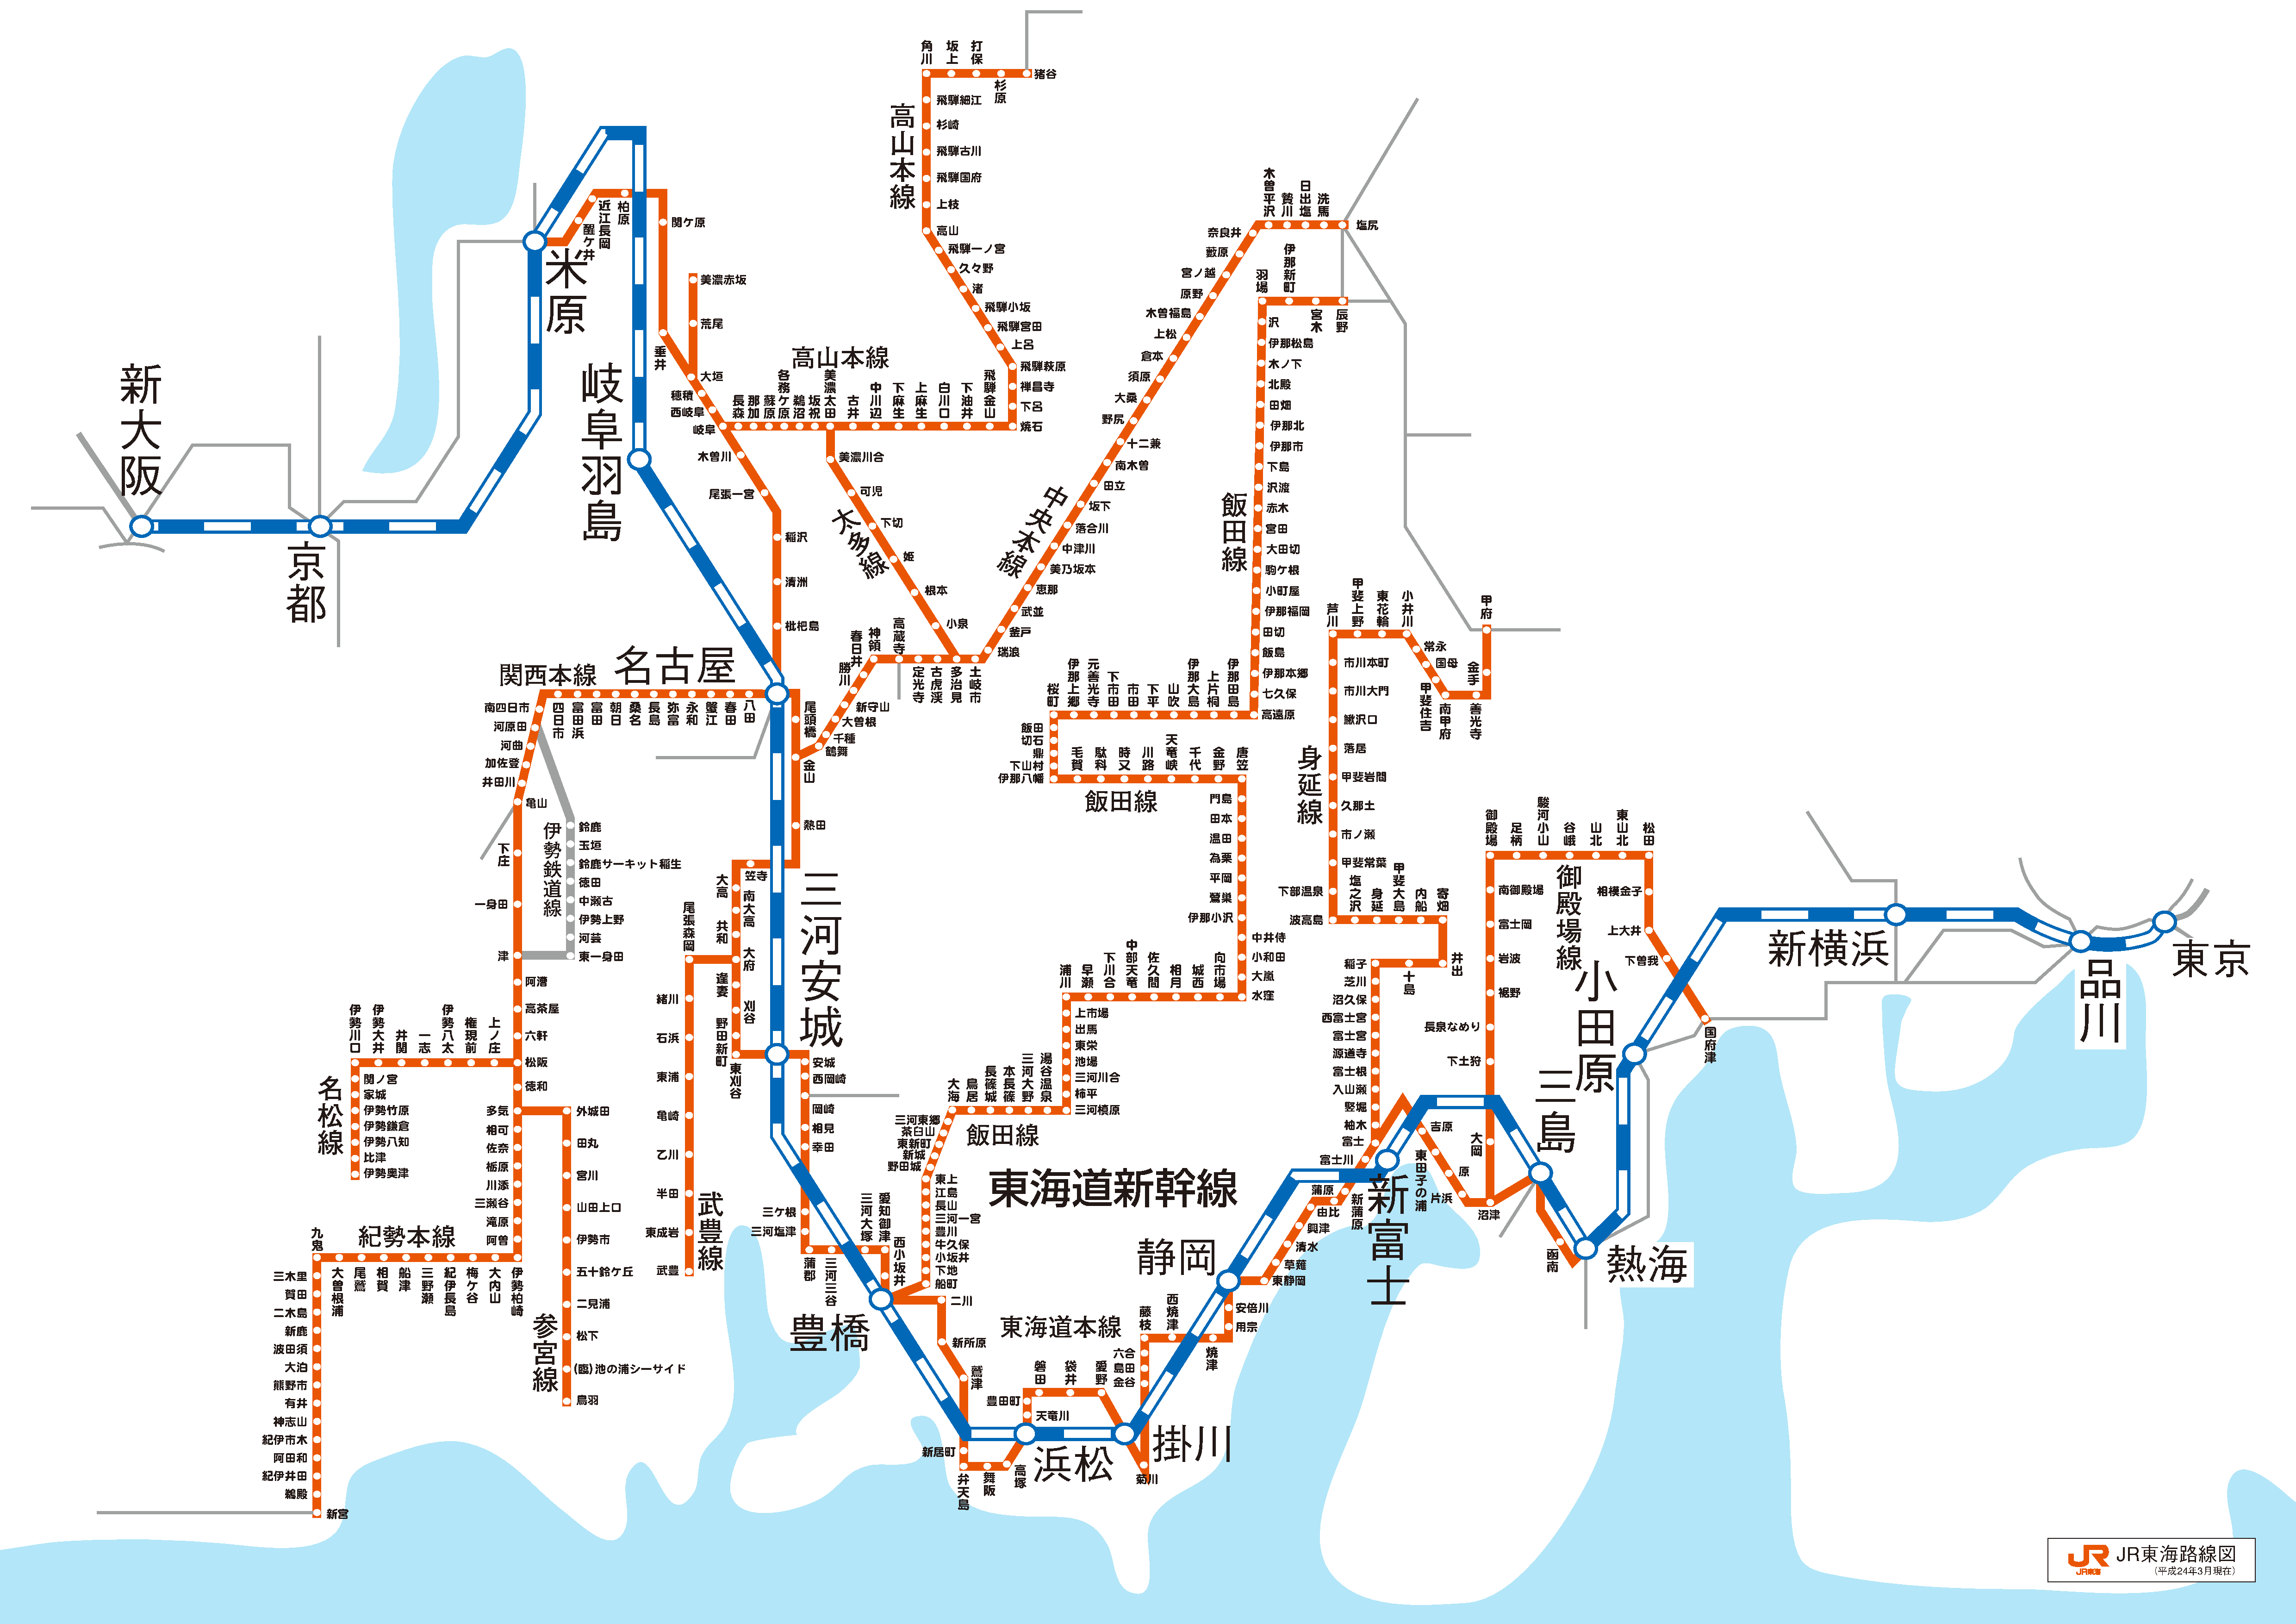 角川
坂上
打保
杉原
猪谷
飛騨細江
杉崎
飛騨古川
飛騨国府
上枝
高山
飛騨一ノ宮
久々野
渚
飛騨小坂
飛騨宮田
上呂
飛騨萩原
禅昌寺
下呂
焼石
高山本線
米原
醒ケ井
近江長岡
柏原
関ケ原
垂井
美濃赤坂
荒尾
大垣
穂積
西岐阜
岐阜
木曽川
尾張一宮
稲沢
清洲
枇杷島
新大阪
京都
岐阜羽島
名古屋
高山本線
長森
那加
蘇原
各務ケ原
鵜沼
坂祝
美濃太田
古井
中川辺
下麻生
上麻生
白川口
下油井
飛騨金山
美濃川合
可児
下切
姫
根本
小泉
太多線
木曽平沢
贄川
日出塩
洗馬
塩尻
奈良井
藪原
宮ノ越
原野
木曽福島
上松
倉本
須原
大桑
野尻
十二兼
南木曽
田立
坂下
落合川
中津川
美乃坂本
恵那
武並
釜戸
瑞浪
土岐市
多治見
古虎渓
定光寺
高蔵寺
神領
春日井
勝川
新守山
大曽根
千種
鶴舞
中央本線
羽場
伊那新町
宮木
辰野
沢
伊那松島
木ノ下
北殿
田畑
伊那北
伊那市
下島
沢渡
赤木
宮田
大田切
駒ケ根
小町屋
伊那福岡
田切
飯島
伊那本郷
七久保
高遠原
飯田線
伊那田島
上片桐
伊那大島
山吹
下平
市田
下市田
元善光寺
伊那上郷
桜町
飯田
切石
鼎
下山村
伊那八幡
毛賀
駄科
時又
川路
天竜峡
千代
金野
唐笠
飯田線
門島
田本
温田
為栗
平岡
鶯巣
伊那小沢
中井侍
小和田
大嵐
水窪
向市場
城西
相月
佐久間
中部天竜
下川合
早瀬
浦川
上市場
出馬
東栄
池場
三河川合
柿平
三河槙原
湯谷温泉
三河大野
本長篠
長篠城
鳥居
大海
飯田線
三河東郷
茶臼山
東新町
新城
野田城
東上
江島
長山
三河一宮
豊川
牛久保
小坂井
下地
船町
芦川
甲斐上野
東花輪
小井川
常永
国母
甲斐住吉
南甲府
善光寺
金手
甲府
市川本町
市川大門
鰍沢口
落居
甲斐岩間
久那土
市ノ瀬
甲斐常葉
下部温泉
波高島
身延線
塩之沢
身延
甲斐大島
内船
寄畑
井出
十島
稲子
芝川
沼久保
西富士宮
富士宮
源道寺
富士根
入山瀬
竪堀
柚木
富士
御殿場
足柄
駿河小山
谷峨
山北
東山北
松田
相模金子
上大井
下曽我
国府津
御殿場線
南御殿場
富士岡
岩波
裾野
長泉なめり
下土狩
大岡
関西本線
八田
春田
蟹江
永和
弥富
長島
桑名
朝日
富田
富田浜
四日市
南四日市
河原田
河曲
加佐登
井田川
亀山
伊勢鉄道線
鈴鹿
玉垣
鈴鹿サーキット稲生
徳田
中瀬古
伊勢上野
河芸
東一身田
下庄
一身田
津
阿漕
高茶屋
六軒
松阪
徳和
多気
相可
佐奈
栃原
川添
三瀬谷
滝原
阿曽
伊勢川口
伊勢大井
井関
一志
伊勢八太
権現前
上ノ庄
関ノ宮
家城
伊勢竹原
伊勢鎌倉
伊勢八知
比津
伊勢奥津
名松線
外城田
田丸
宮川
山田上口
伊勢市
五十鈴ケ丘
二見浦
松下
(臨)池の浦シーサイド
鳥羽
参宮線
紀勢本線
伊勢柏崎
大内山
梅ケ谷
紀伊長島
三野瀬
船津
相賀
尾鷲
大曽根浦
九鬼
三木里
賀田
二木島
新鹿
波田須
大泊
熊野市
有井
神志山
紀伊市木
阿田和
紀伊井田
鵜殿
新宮
尾頭橋
金山
熱田
笠寺
大高
南大高
共和
大府
逢妻
刈谷
野田新町
東刈谷
三河安城
安城
西岡崎
岡崎
相見
幸田
三ケ根
三河塩津
蒲郡
三河三谷
三河大塚
愛知御津
西小坂井
豊橋
尾張森岡
緒川
石浜
東浦
亀崎
乙川
半田
東成岩
武豊
武豊線
東海道新幹線
東海道本線
二川
新所原
鷲津
新居町
弁天島
舞阪
高塚
浜松
天竜川
豊田町
磐田
袋井
愛野
掛川
菊川
金谷
島田
六合
藤枝
西焼津
焼津
用宗
安倍川
静岡
東静岡
草薙
清水
興津
由比
蒲原
新蒲原
富士川
新富士
吉原
東田子の浦
原
片浜
沼津
三島
函南
熱海
小田原
新横浜
品川
東京
JR
JR東海
JR東海路線図
(平成24年3月現在)